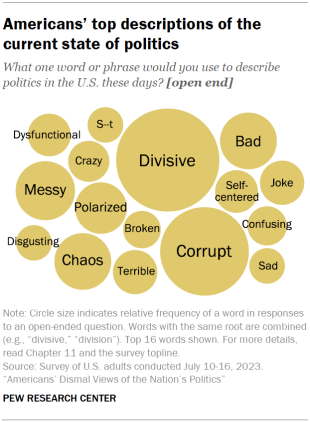 Americans' top descriptions of the
current state of politics
What one word or phrase would you use to describe
politics in the U.S. these days? [open end]
Dysfunctional
S--t
Divisive
Bad
Crazy
Messy
Self-
centered
Joke
Polarized
Broken
Confusing
Disgusting
Chaos
Terrible
Corrupt
Sad
Note: Circle size indicates relative frequency of a word in responses
to an open-ended question. Words with the same root are combined
(e.g., "divisive," "division"). Top 16 words shown. For more details,
read Chapter 11 and the survey topline.
Source: Survey of U.S. adults conducted July 10-16, 2023.
"Americans' Dismal Views of the Nation's Politics"
PEW RESEARCH CENTER